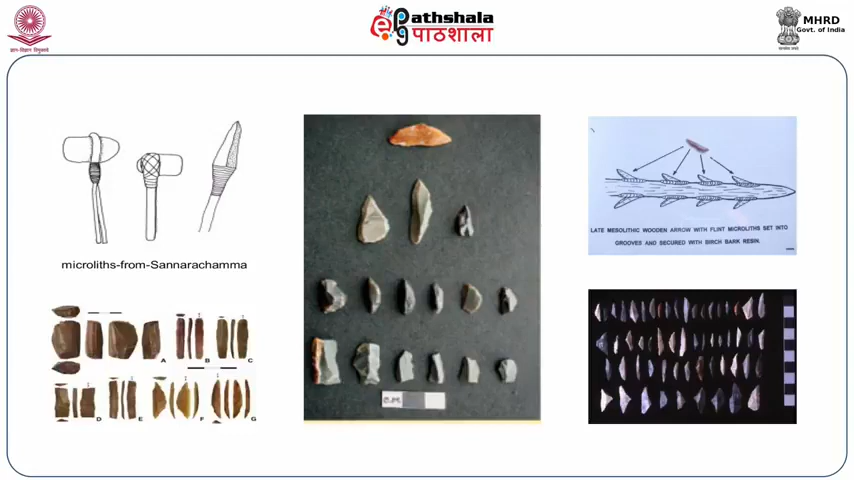 ePathshala
पाठशाला
MHRD
Govt. of India
microliths-from-Sannarachamma
LATE MESOLITHIC WOODEN ARROW WITH FLINT MICROLITHS SET INTO
GROOVES AND SECURED WITH BIRCH BARK RESIN.
A
B
C
D
E
F
G